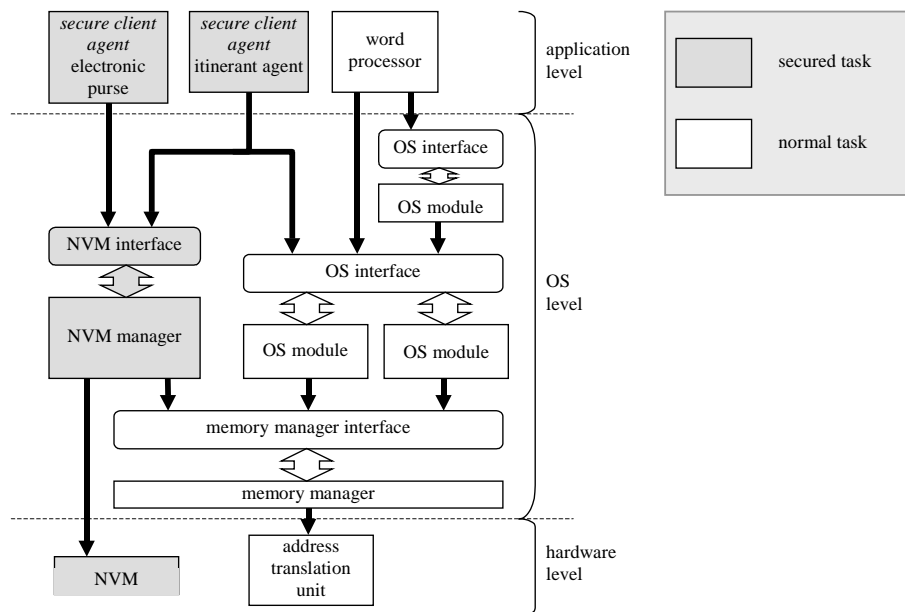 secure client
agent
electronic
purse
secure client
agent
itinerant agent
word
processor
application
level
secured task
normal task
OS interface
OS module
NVM interface
OS interface
OS
level
NVM manager
OS module
OS module
memory manager interface
memory manager
address
translation
unit
hardware
level
NVM